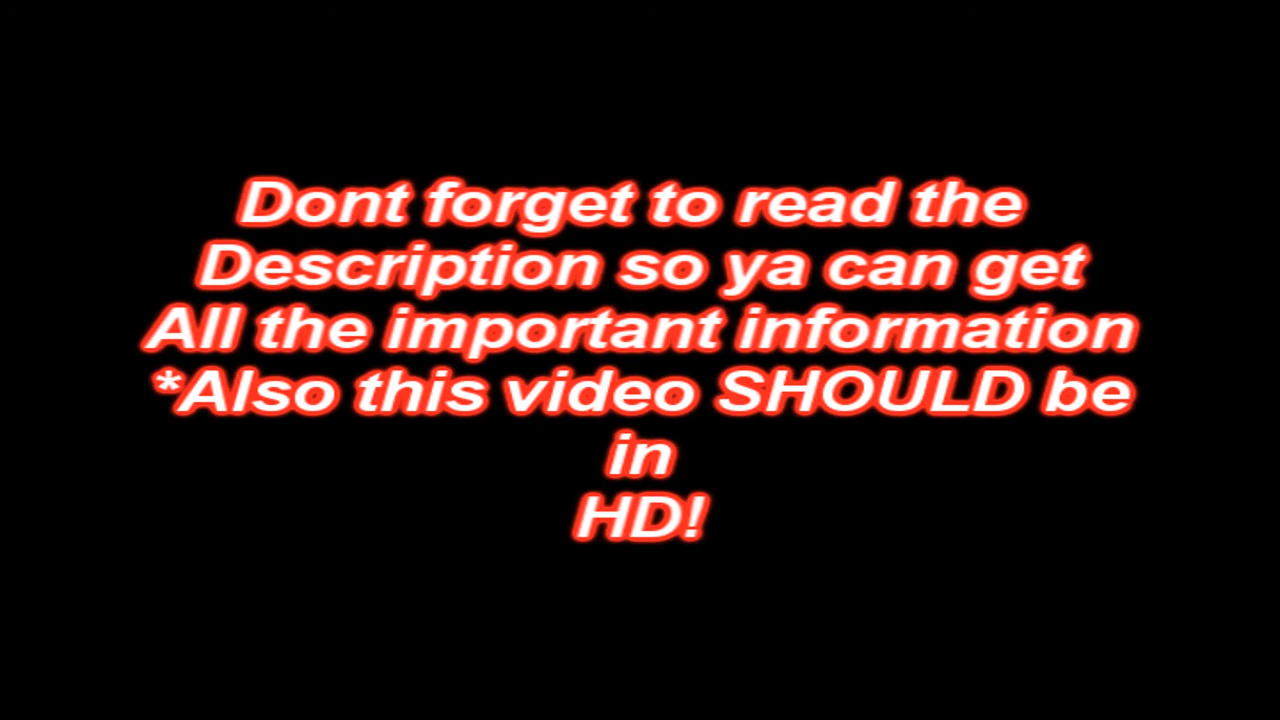 Dont forget to read the
Description so ya can get
All the important information
*Also this video SHOULD be
in
HD!